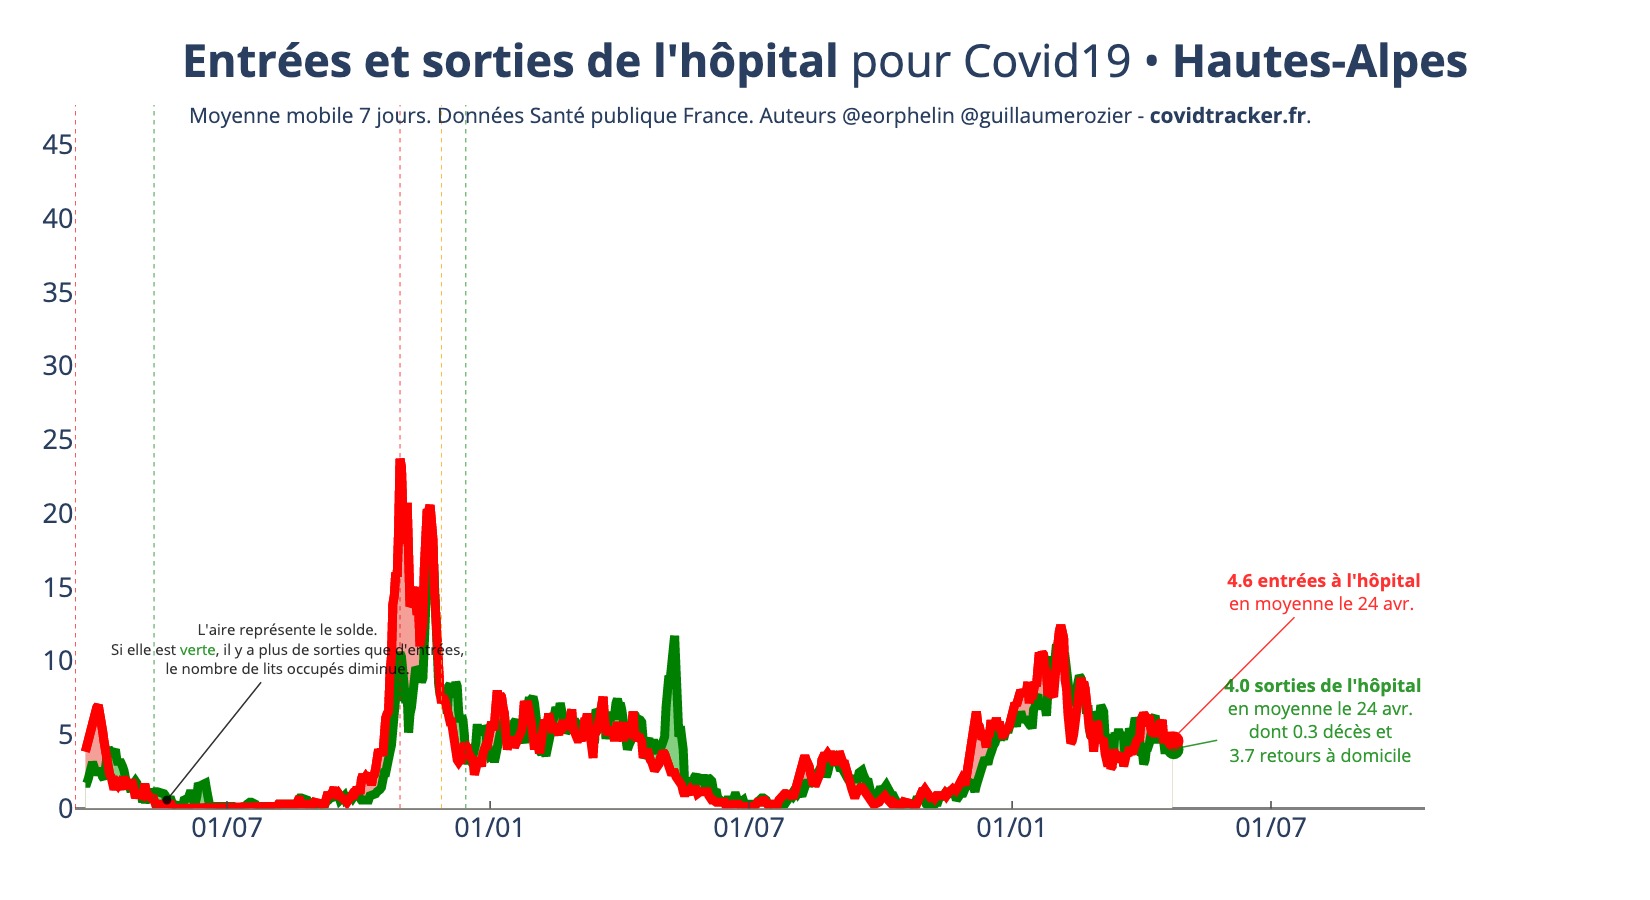 Entrées et sorties de l'hôpital pour Covid19 • Hautes-Alpes
Moyenne mobile 7 jours. Données Santé publique France. Auteurs @eorphelin @guillaumerozier - covidtracker.fr.
45
40
35
30
25
20
15
10
5
0
L'aire représente le solde.
Si elle est verte, il y a plus de sorties que d'entrées,
le nombre de lits occupés diminue.
4.6 entrées à l'hôpital
en moyenne le 24 avr.
4.0 sorties de l'hôpital
en moyenne le 24 avr.
dont 0.3 décès et
3.7 retours à domicile
01/07
01/01
01/07
01/01
01/07